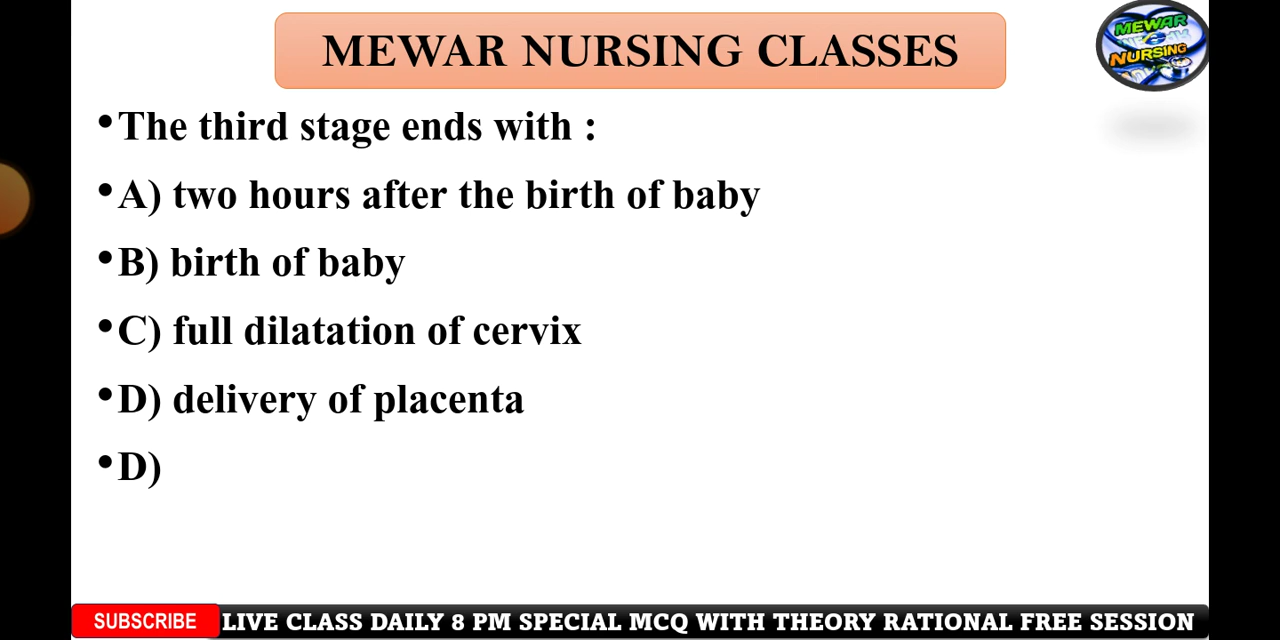 MEWAR NURSING CLASSES
MEWAR
NURSING
•The third stage ends with :
•A) two hours after the birth of baby
•B) birth of baby
•C) full dilatation of cervix
•D) delivery of placenta
•D)
SUBSCRIBE LIVE CLASS DAILY 8 PM SPECIAL MCQ WITH THEORY RATIONAL FREE SESSION